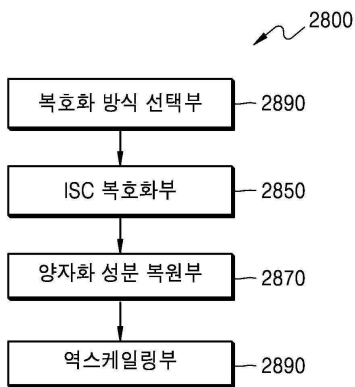 2800
복호화 방식 선택부 2890
ISC 복호화부 2850
양자화 성분 복원부 2870
역스케일링부 2890